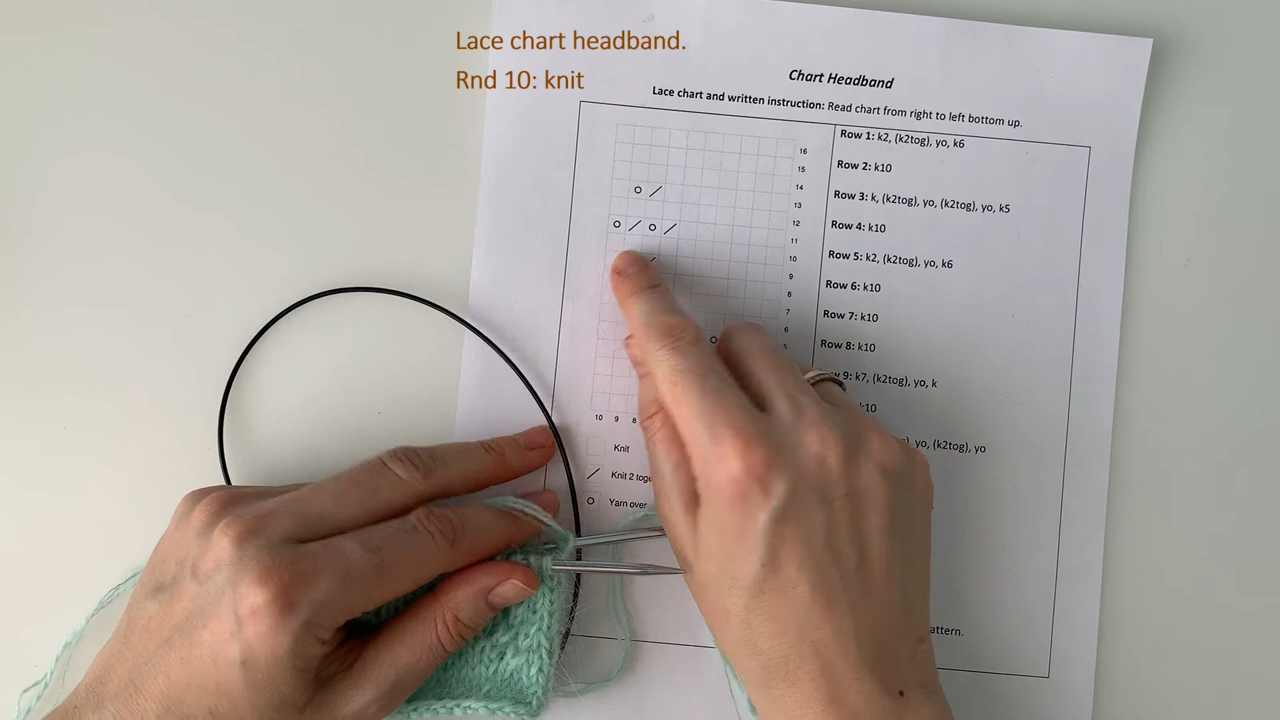 Lace chart headband.
Rnd 10: knit
Chart Headband
Lace chart and written instruction: Read chart from right to left bottom up.
Row 1: k2, (k2tog), yo, k6
Row 2: k10
Row 3: k, (k2tog), yo, (k2tog), yo, k5
Row 4: k10
Row 5: k2, (k2tog), yo, k6
Row 6: k10
Row 7: k10
Row 8: k10
9: k7, (k2tog), yo, k
k10
yo, (k2tog), yo
16
15
14
13
12
11
10
9
8
7
6
5
10 9 8
Knit
Knit 2
Yarn over